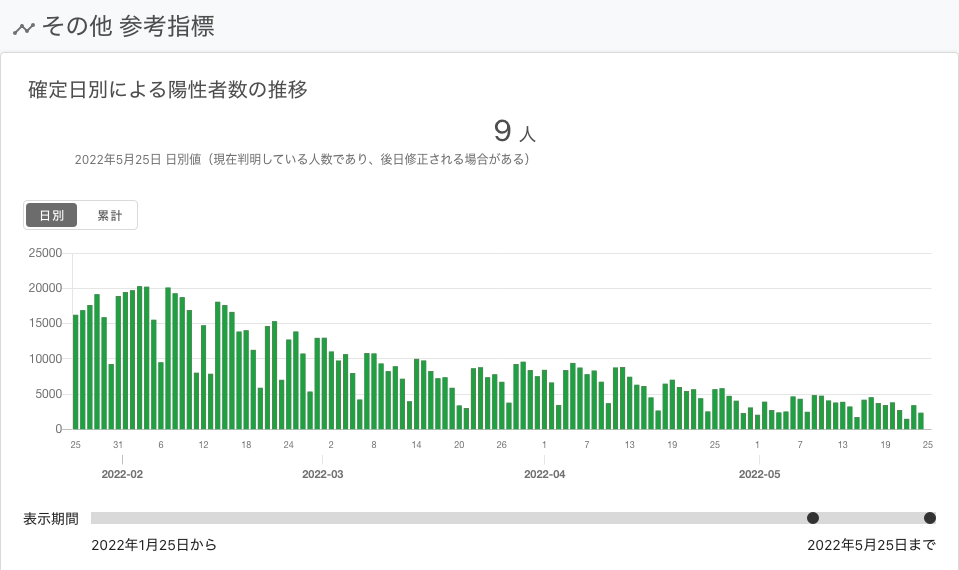 その他 参考指標
確定日別による陽性者数の推移
9 人
2022年5月25日 日別値（現在判明している人数であり、後日修正される場合がある）
日別 累計
25000
20000
15000
10000
5000
0
25 31 6 12 18 24 2 8 14 20 26 1 7 13 19 25 1 7 13 19 25
2022-02 2022-03 2022-04 2022-05
表示期間
2022年1月25日から 2022年5月25日まで